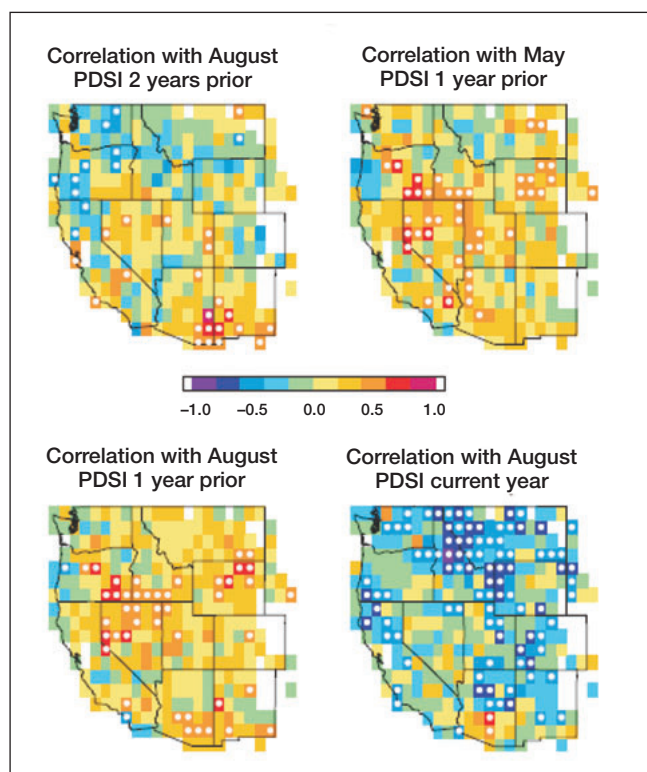 Correlation with August
PDSI 2 years prior
Correlation with May
PDSI 1 year prior
–1.0 –0.5 0.0 0.5 1.0
Correlation with August
PDSI 1 year prior
Correlation with August
PDSI current year